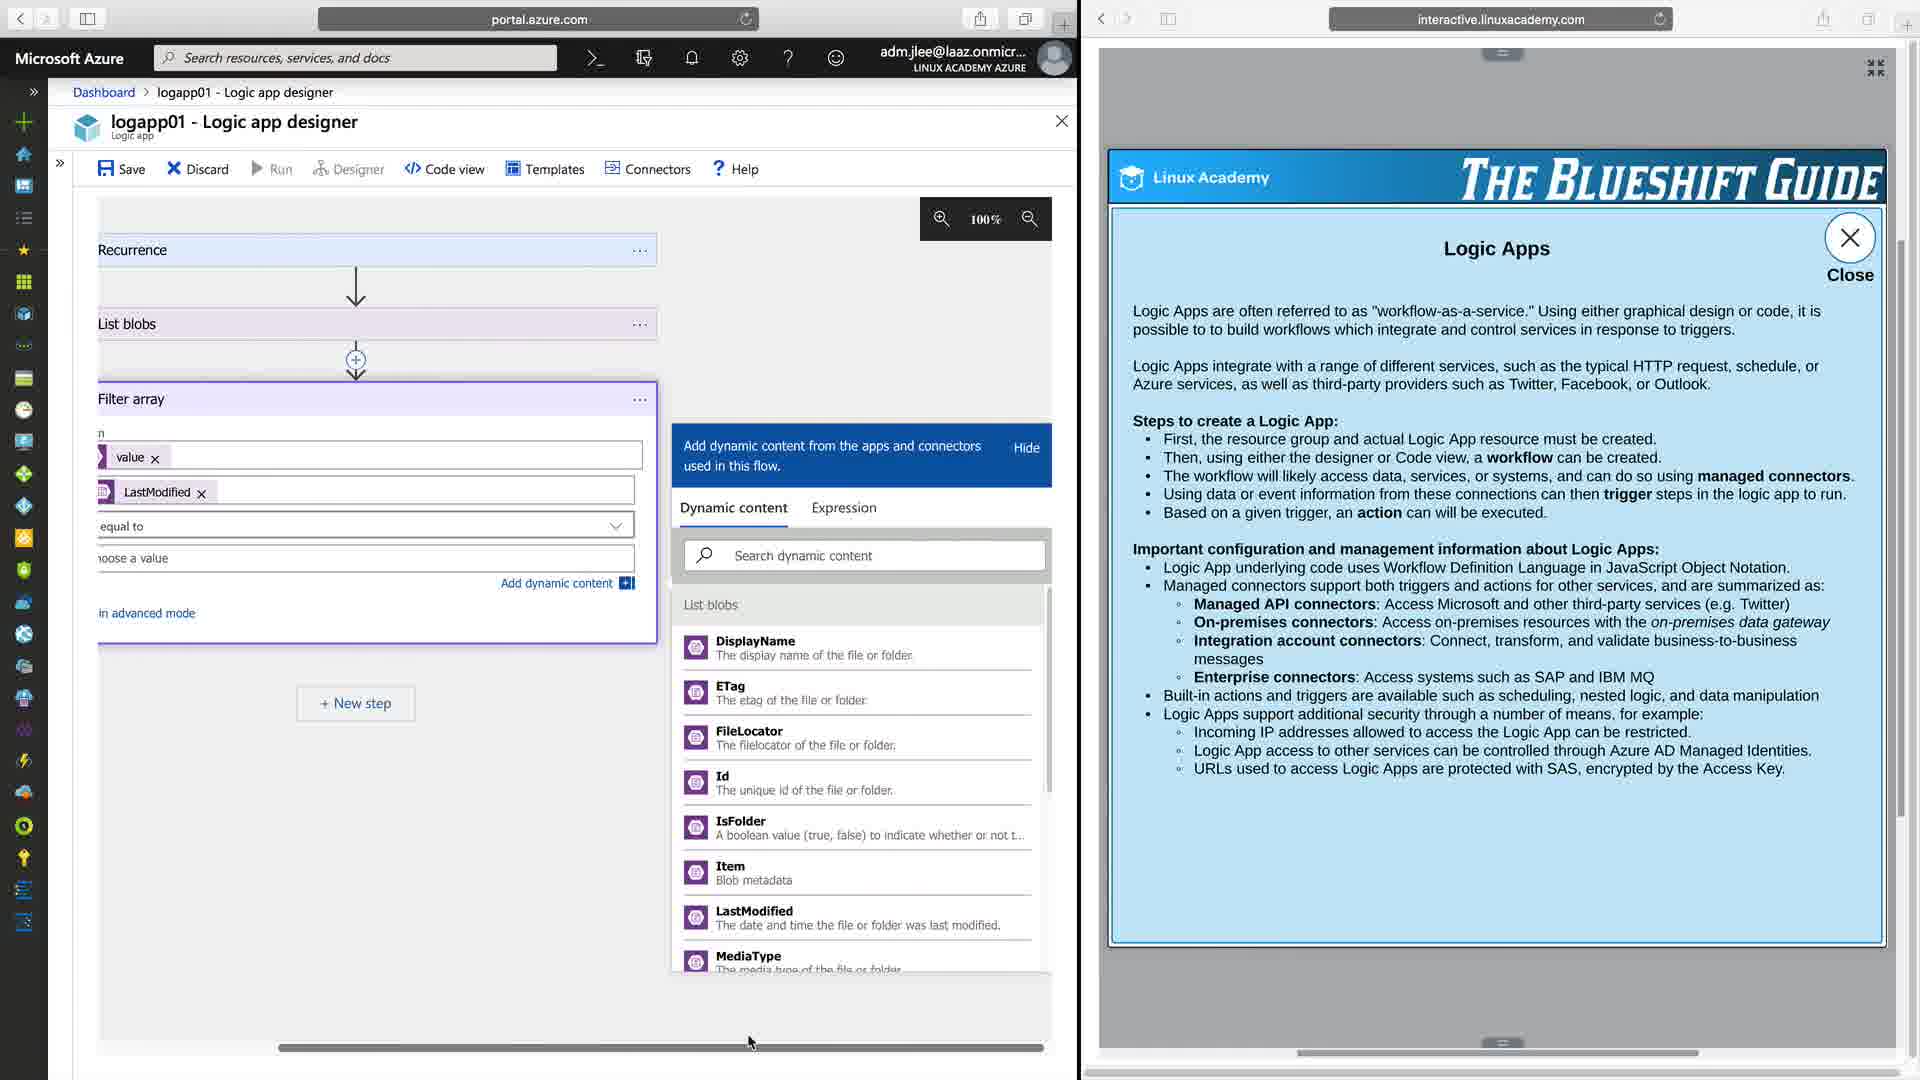 portal.azure.com
Microsoft Azure
Search resources, services, and docs
adm.jlee@laaz.onmicr...
LINUX ACADEMY AZURE
Dashboard > logapp01 - Logic app designer
logapp01 - Logic app designer
Logic app
Save
Discard
Run
Designer
Code view
Templates
Connectors
Help
100%
Recurrence
List blobs
Filter array
value
LastModified
equal to
oose a value
Add dynamic content
in advanced mode
+ New step
Add dynamic content from the apps and connectors
used in this flow.
Hide
Dynamic content
Expression
Search dynamic content
List blobs
DisplayName
The display name of the file or folder.
ETag
The etag of the file or folder.
FileLocator
The filelocator of the file or folder.
Id
The unique id of the file or folder.
IsFolder
A boolean value (true, false) to indicate whether or not t...
Item
Blob metadata
LastModified
The date and time the file or folder was last modified.
MediaType
The media type of the file or folder.
interactive.linuxacademy.com
Linux Academy
THE BLUESHIFT GUIDE
Logic Apps
Close
Logic Apps are often referred to as "workflow-as-a-service." Using either graphical design or code, it is
possible to to build workflows which integrate and control services in response to triggers.
Logic Apps integrate with a range of different services, such as the typical HTTP request, schedule, or
Azure services, as well as third-party providers such as Twitter, Facebook, or Outlook.
Steps to create a Logic App:
• First, the resource group and actual Logic App resource must be created.
• Then, using either the designer or Code view, a workflow can be created.
• The workflow will likely access data, services, or systems, and can do so using managed connectors.
• Using data or event information from these connections can then trigger steps in the logic app to run.
• Based on a given trigger, an action can will be executed.
Important configuration and management information about Logic Apps:
• Logic App underlying code uses Workflow Definition Language in JavaScript Object Notation.
• Managed connectors support both triggers and actions for other services, and are summarized as:
◦ Managed API connectors: Access Microsoft and other third-party services (e.g. Twitter)
◦ On-premises connectors: Access on-premises resources with the on-premises data gateway
◦ Integration account connectors: Connect, transform, and validate business-to-business
messages
◦ Enterprise connectors: Access systems such as SAP and IBM MQ
• Built-in actions and triggers are available such as scheduling, nested logic, and data manipulation
• Logic Apps support additional security through a number of means, for example:
◦ Incoming IP addresses allowed to access the Logic App can be restricted.
◦ Logic App access to other services can be controlled through Azure AD Managed Identities.
◦ URLs used to access Logic Apps are protected with SAS, encrypted by the Access Key.